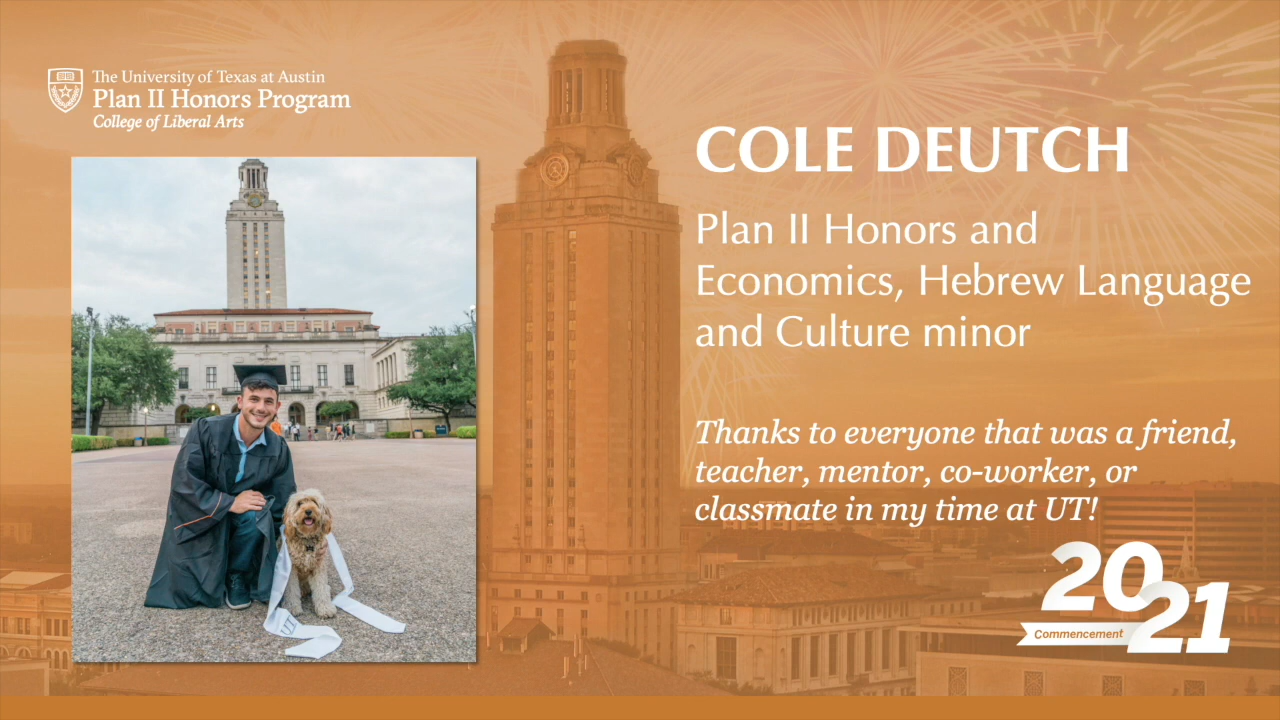 The University of Texas at Austin
Plan II Honors Program
College of Liberal Arts
COLE DEUTCH
Plan II Honors and
Economics, Hebrew Language
and Culture minor
Thanks to everyone that was a friend,
teacher, mentor, co-worker, or
classmate in my time at UT!
2021
Commencement